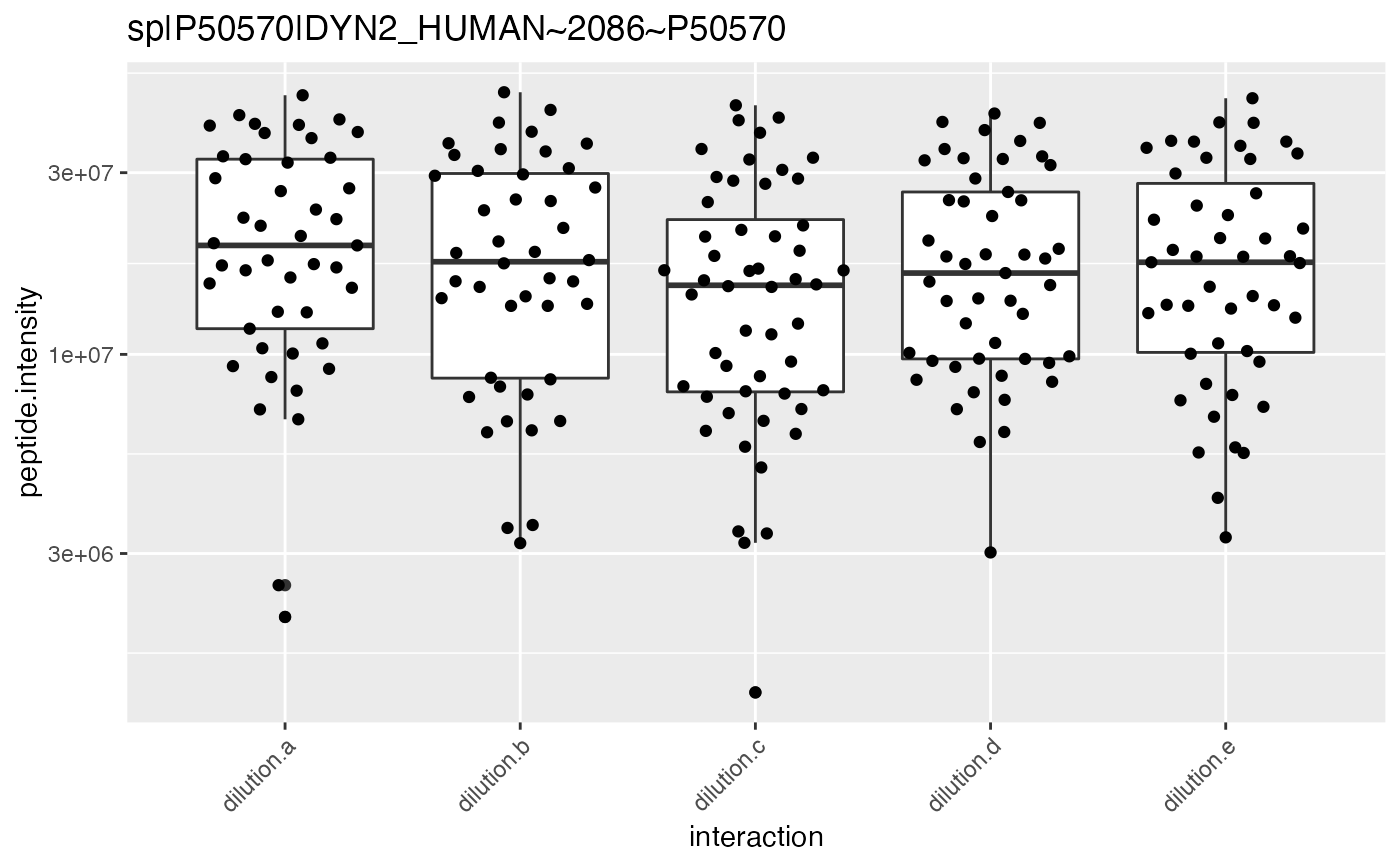 sp|P50570|DYN2_HUMAN~2086~P50570
peptide.intensity
3e+07
1e+07
3e+06
dilution.a
dilution.b
dilution.c
dilution.d
dilution.e
interaction